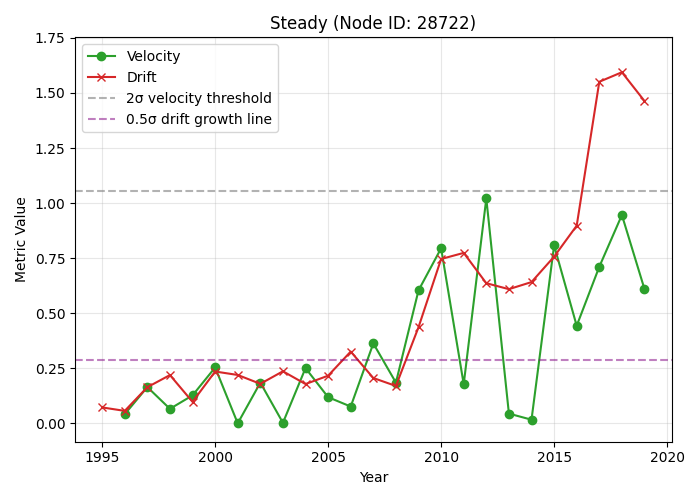 Steady (Node ID: 28722)
Velocity
Drift
2σ velocity threshold
0.5σ drift growth line
Metric Value
1.75
1.50
1.25
1.00
0.75
0.50
0.25
0.00
1995 2000 2005 2010 2015 2020
Year